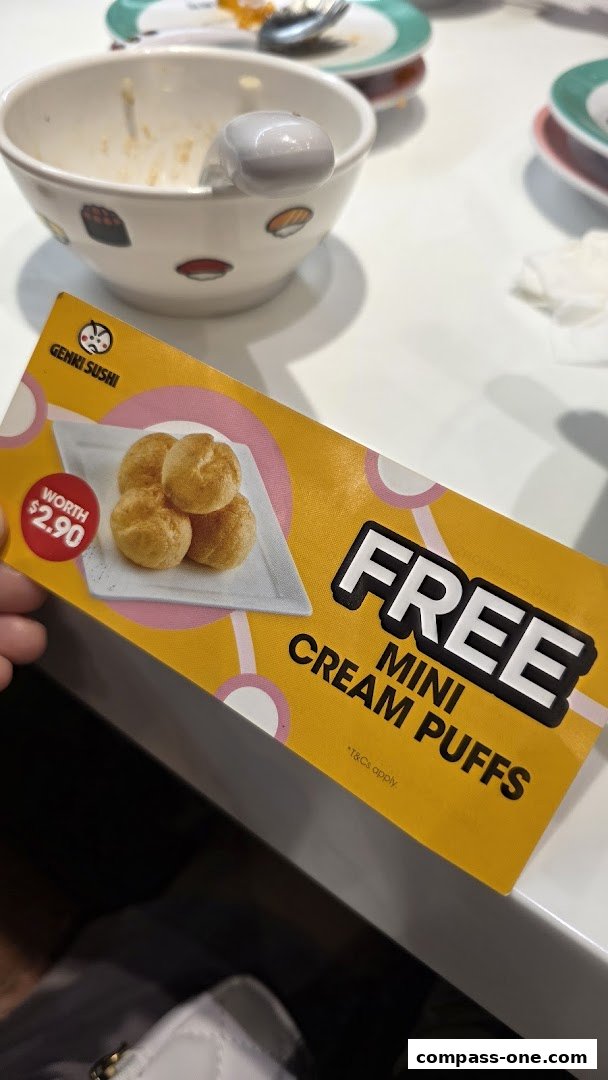 GENKI SUSHI
WORTH
$2.90
FREE
MINI
CREAM PUFFS
*T&Cs apply.
compass-one.com